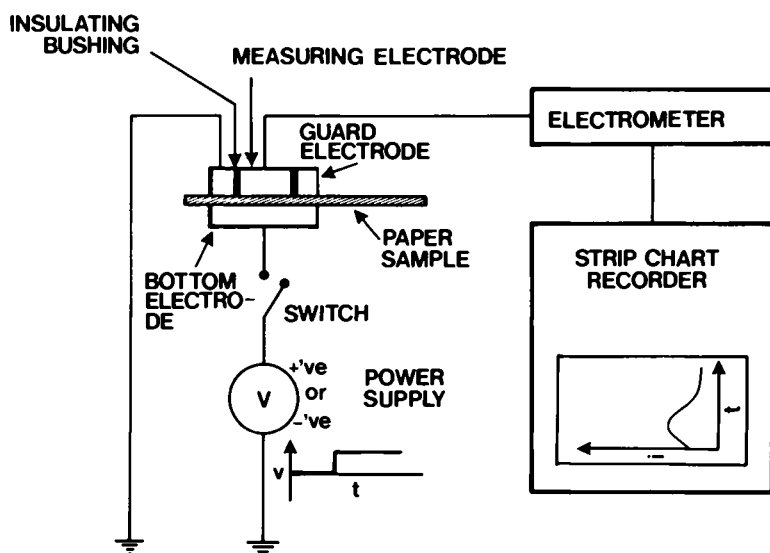 INSULATING
BUSHING
MEASURING ELECTRODE
GUARD
ELECTRODE
ELECTROMETER
PAPER
SAMPLE
BOTTOM
ELECTRO-
DE
SWITCH
STRIP CHART
RECORDER
+'ve
or
-'ve
V
POWER
SUPPLY
V
t
t
i